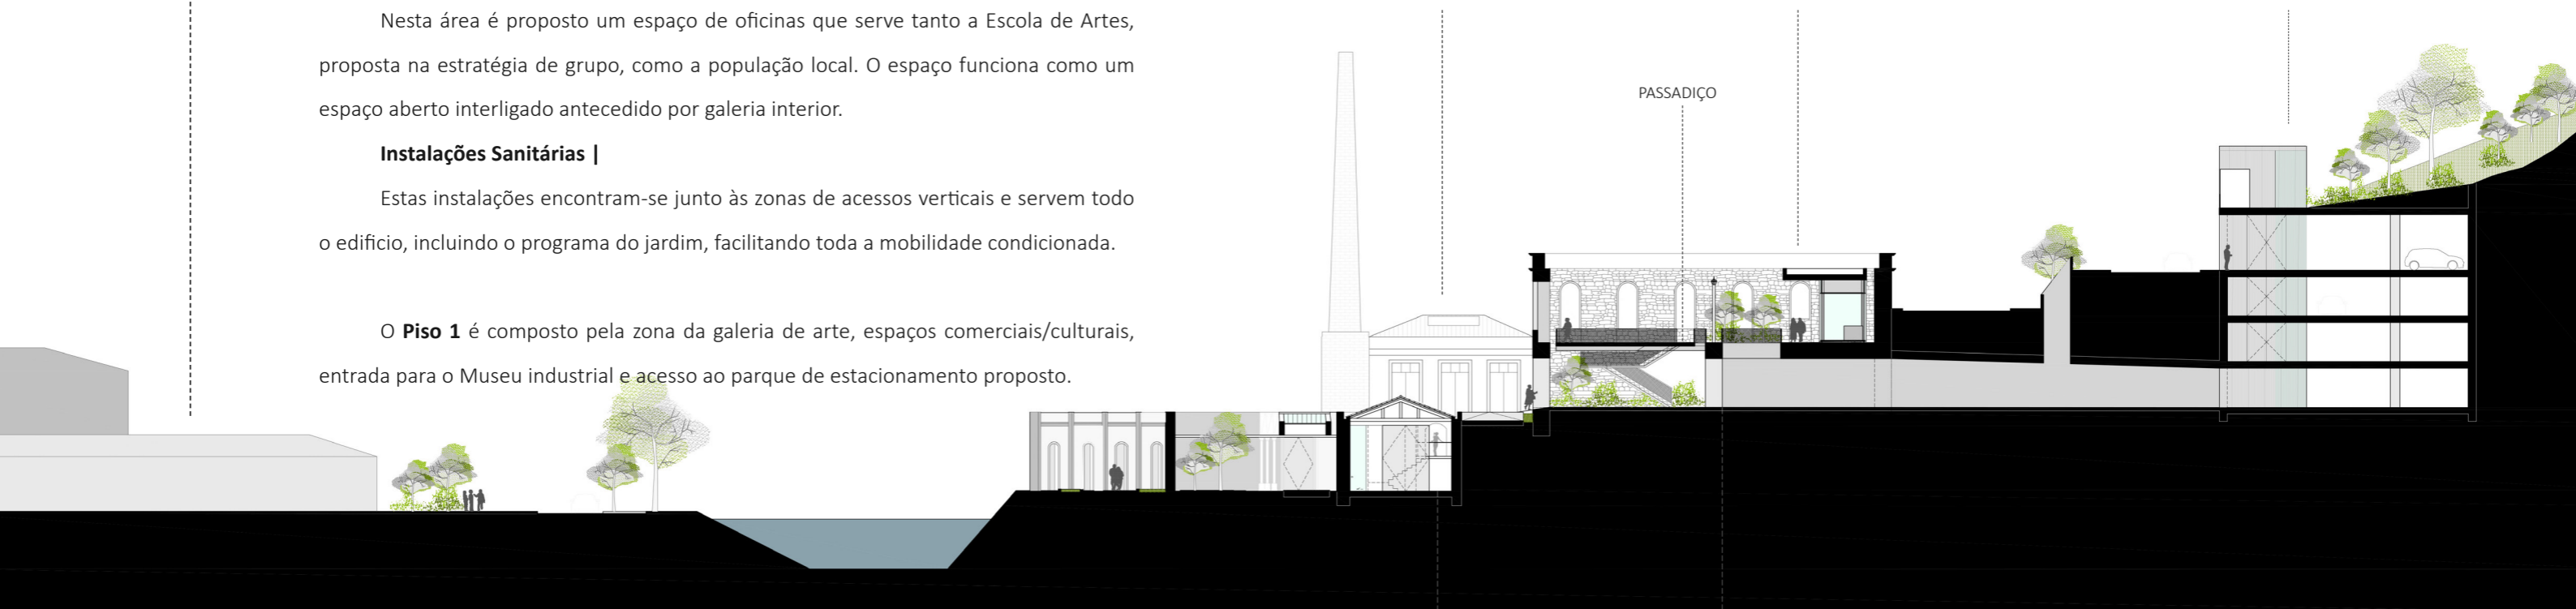 Nesta área é proposto um espaço de oficinas que serve tanto a Escola de Artes,
proposta na estratégia de grupo, como a população local. O espaço funciona como um
espaço aberto interligado antecedido por galeria interior.
Instalações Sanitárias |
Estas instalações encontram-se junto às zonas de acessos verticais e servem todo
o edificio, incluindo o programa do jardim, facilitando toda a mobilidade condicionada.
O Piso 1 é composto pela zona da galeria de arte, espaços comerciais/culturais,
entrada para o Museu industrial e acesso ao parque de estacionamento proposto.
PASSADIÇO